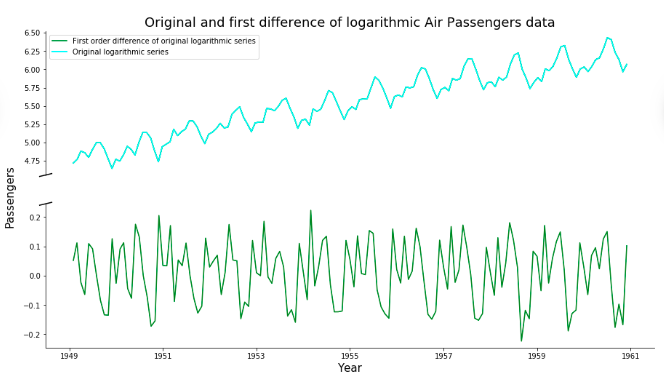 Original and first difference of logarithmic Air Passengers data
First order difference of original logarithmic series
Original logarithmic series
6.50
6.25
6.00
5.75
5.50
5.25
5.00
4.75
Passengers
0.2
0.1
0.0
−0.1
−0.2
1949 1951 1953 1955 1957 1959 1961
Year